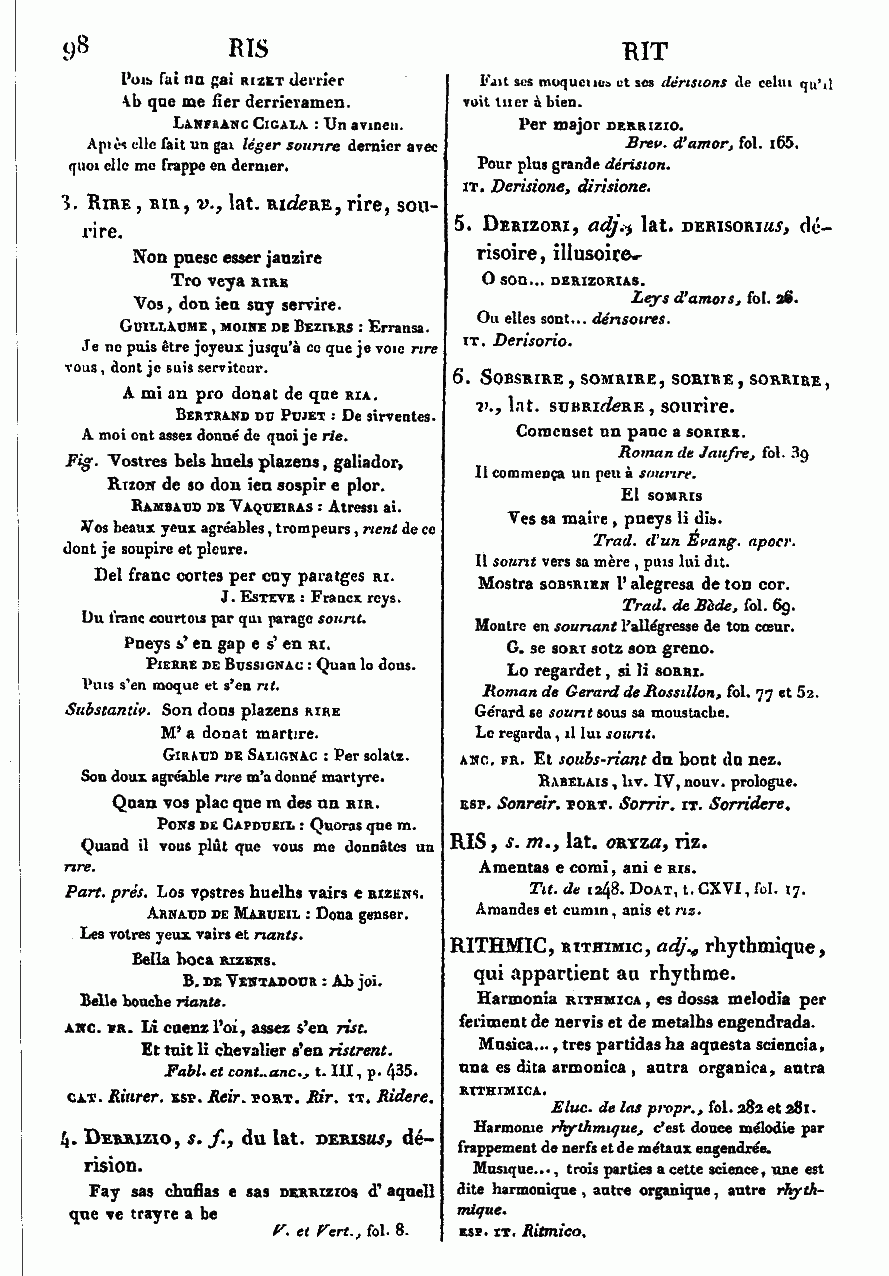 98 RIS RIT
Pois fai un gai RIZET derrier
Ab que me fier derrieramen.
LANFRANC CIGALA : Un avinen.
Après elle fait un gai léger sourire dernier avec
quoi elle me frappe en dernier.
3. RIRE, RIR, v., lat. RIdeRE, rire, sou-
rire.
Non puesc esser jauzire
Tro veya RIRE
Vos, don ieu suy servire.
GUILLAUME, MOINE DE BEZIERS : Erransa.
Je ne puis être joyeux jusqu'à ce que je voie rire
vous, dont je suis serviteur.
A mi an pro donat de que RIA.
BERTRAND DU PUJET : De sirventes.
A moi ont assez donné de quoi je rie.
Fig. Vostres bels huels plazens, galiador,
RIZON de so don ieu sospir e plor.
RAMBAUD DE VAQUEIRAS : Atressi ai.
Vos beaux yeux agréables, trompeurs, rient de ce
dont je soupire et pleure.
Del franc cortes per cuy paratges RI.
J. ESTEVE : Francx reys.
Du franc courtois par qui parage sourit.
Pueys s'en gap e s'en RI.
PIERRE DE BUSSIGNAC : Quan lo dous.
Puis s'en moque et s'en rit.
Substantiv. Son dous plazens RIRE
M'a donat martire.
GIRAUD DE SALIGNAC : Per solatz.
Son doux agréable rire m'a donné martyre.
Quan vos plac que m des un RIR.
PONS DE CAPDUEIL : Quoras que m.
Quand il vous plût que vous me donnâtes un
rire.
Part. prés. Los vostres huelhs vairs e RIZENS.
ARNAUD DE MARUEIL : Dona genser.
Les votres yeux vairs et riants.
Bella boca RIZENS.
B. DE VENTADOUR : Ab joi.
Belle bouche riante.
ANC. FR. Li cuenz l'oï, assez s'en rist.
Et tuit li chevalier s'en ristrent.
Fabl. et cont. anc., t. III, p. 435.
CAT. Riurer. ESP. Reir. PORT. Rir. IT. Ridere.
4. DERRIZIO, s. f., du lat. DERISus, dé-
rision.
Fay sas chuflas e sas DERRIZIOS d'aquell
que ve trayre a be
V. et Vert., fol. 8.
Fait ses moqueries et ses dérisions de celui qu'il
voit tirer à bien.
Per major DERRIZIO.
Brev. d'amor, fol. 165.
Pour plus grande dérision.
IT. Derisione, dirisione.
5. DERIZORI, adj., lat. DERISORIus, dé-
risoire, illusoire.
O son... DERIZORIAS.
Leys d'amors, fol. 26.
Ou elles sont... dérisoires.
IT. Derisorio.
6. SOBSRIRE, SOMRIRE, SORIRE, SORRIRE,
v., lat. SUBRIdeRE, sourire.
Comenset un pauc a SORIRE.
Roman de Jaufre, fol. 39
Il commença un peu à sourire.
El SOMRIS
Ves sa maire, pueys li dis.
Trad. d'un Évang. apocr.
Il sourit vers sa mère, puis lui dit.
Mostra SOBSRIEN l'alegresa de ton cor.
Trad. de Bède, fol. 69.
Montre en souriant l'allégresse de ton cœur.
G. se SORI sotz son greno.
Lo regardet, si li SORRI.
Roman de Gerard de Rossillon, fol. 77 et 52.
Gérard se sourit sous sa moustache.
Le regarda, il lui sourit.
ANC. FR. Et soubs-riant du bout du nez.
RABELAIS, liv. IV, nouv. prologue.
ESP. Sonreir. PORT. Sorrir. IT. Sorridere.
RIS, s. m., lat. ORYza, riz.
Amentas e comi, ani e RIS.
Tit. de 1248. DOAT, t. CXVI, fol. 17.
Amandes et cumin, anis et riz.
RITHMIC, RITHIMIC, adj., rhythmique,
qui appartient au rhythme.
Harmonia RITHMICA, es dossa melodia per
feriment de nervis et de metalhs engendrada.
Musica..., tres partidas ha aquesta sciencia,
una es dita armonica, autra organica, autra
RITHIMICA.
Eluc. de las propr., fol. 282 et 281.
Harmonie rhythmique, c'est douce mélodie par
frappement de nerfs et de métaux engendrée.
Musique..., trois parties a cette science, une est
dite harmonique, autre organique, autre rhyth-
mique.
ESP. IT. Ritmico.